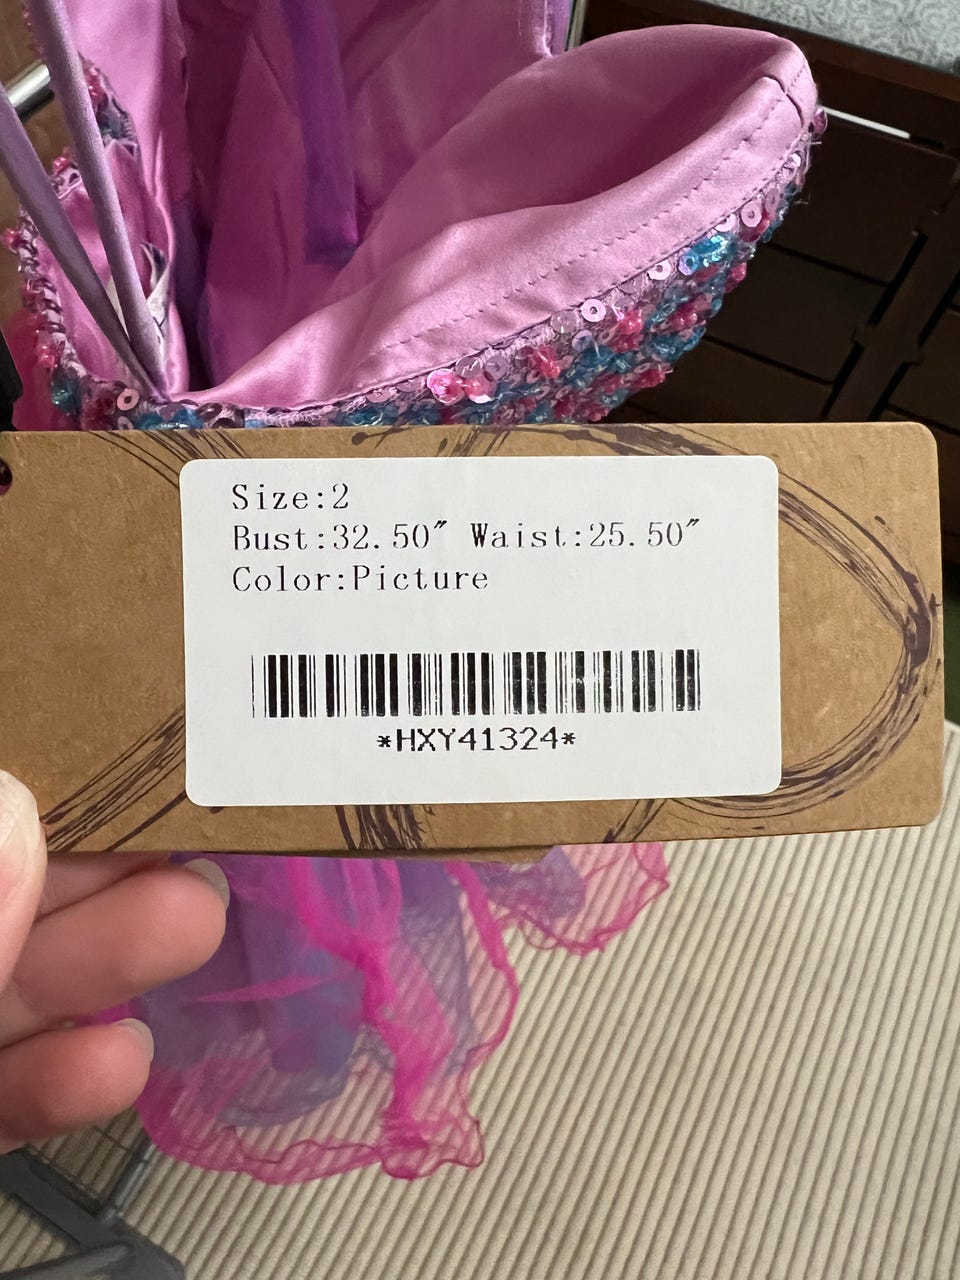 Size:2
Bust:32.50" Waist:25.50"
Color:Picture
*HXY41324*